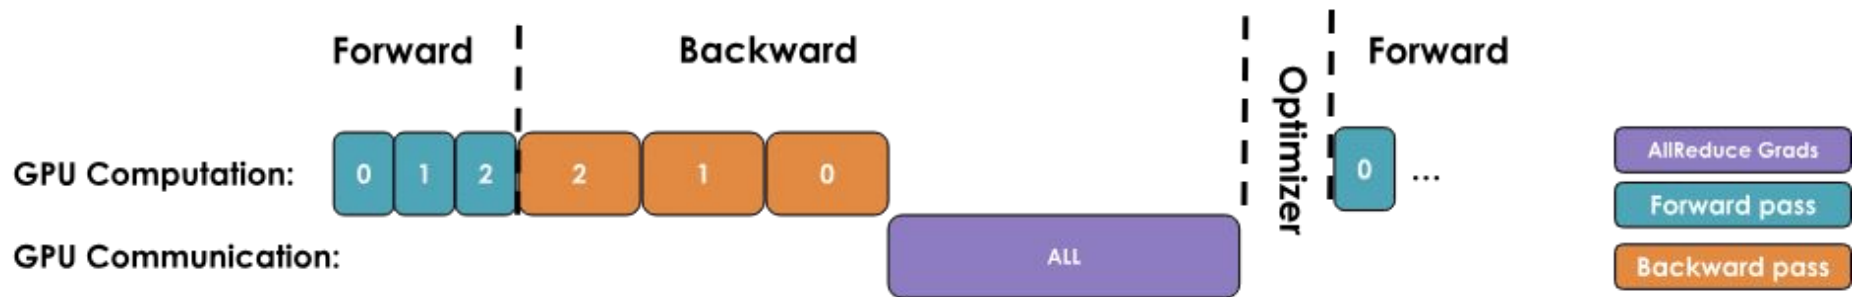 Forward
Backward
Optimizer
Forward
GPU Computation:
0
1
2
2
1
0
0
...
GPU Communication:
ALL
AllReduce Grads
Forward pass
Backward pass